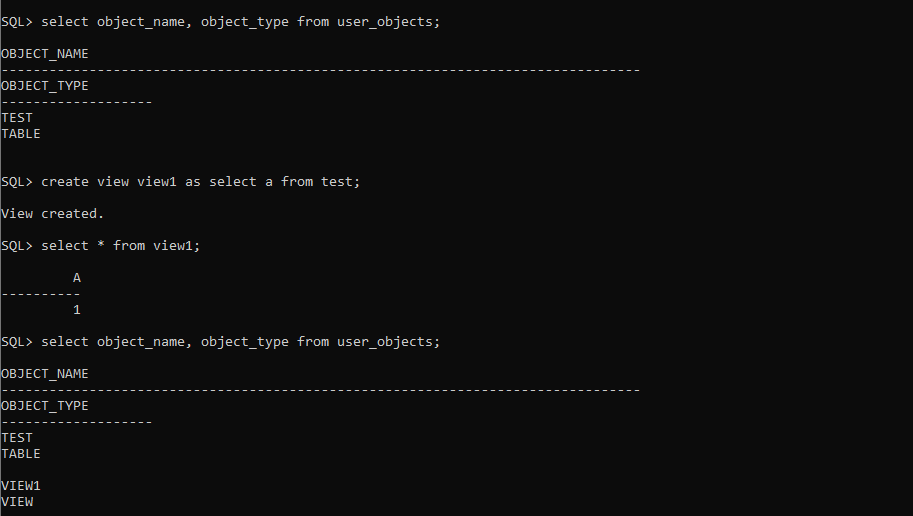 SQL> select object_name, object_type from user_objects;
OBJECT_NAME
--------------------------------------------------------------------------------
OBJECT_TYPE
-------------------
TEST
TABLE
SQL> create view view1 as select a from test;
View created.
SQL> select * from view1;
         A
----------
         1
SQL> select object_name, object_type from user_objects;
OBJECT_NAME
--------------------------------------------------------------------------------
OBJECT_TYPE
-------------------
TEST
TABLE
VIEW1
VIEW